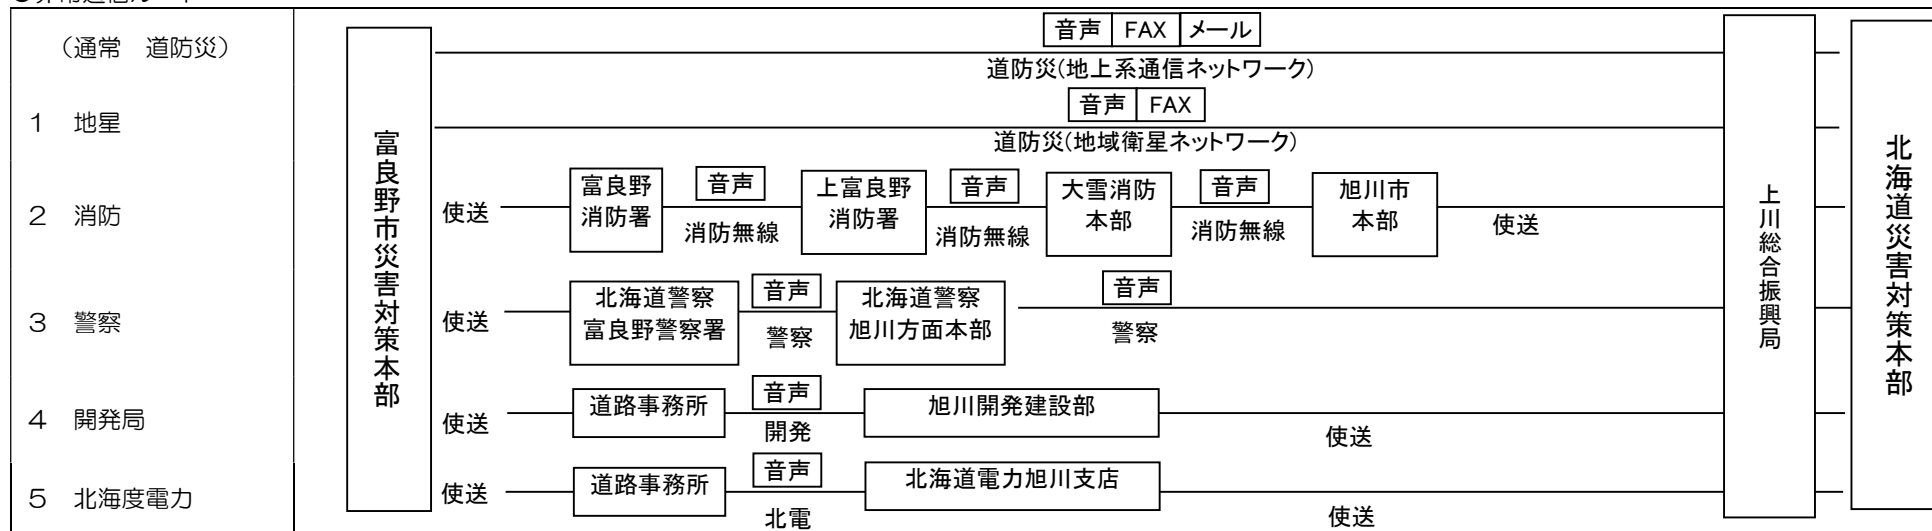 （通常　道防災）
音声 FAX メール
道防災(地上系通信ネットワーク)
1　地星
音声 FAX
道防災(地域衛星ネットワーク)
富良野市災害対策本部
上川総合振興局
北海道災害対策本部
2　消防
使送
富良野
消防署
音声
消防無線
上富良野
消防署
音声
消防無線
大雪消防
本部
音声
消防無線
旭川市
本部
使送
3　警察
使送
北海道警察
富良野警察署
音声
警察
北海道警察
旭川方面本部
音声
警察
4　開発局
使送
道路事務所
音声
開発
旭川開発建設部
使送
5　北海度電力
使送
道路事務所
音声
北電
北海道電力旭川支店
使送